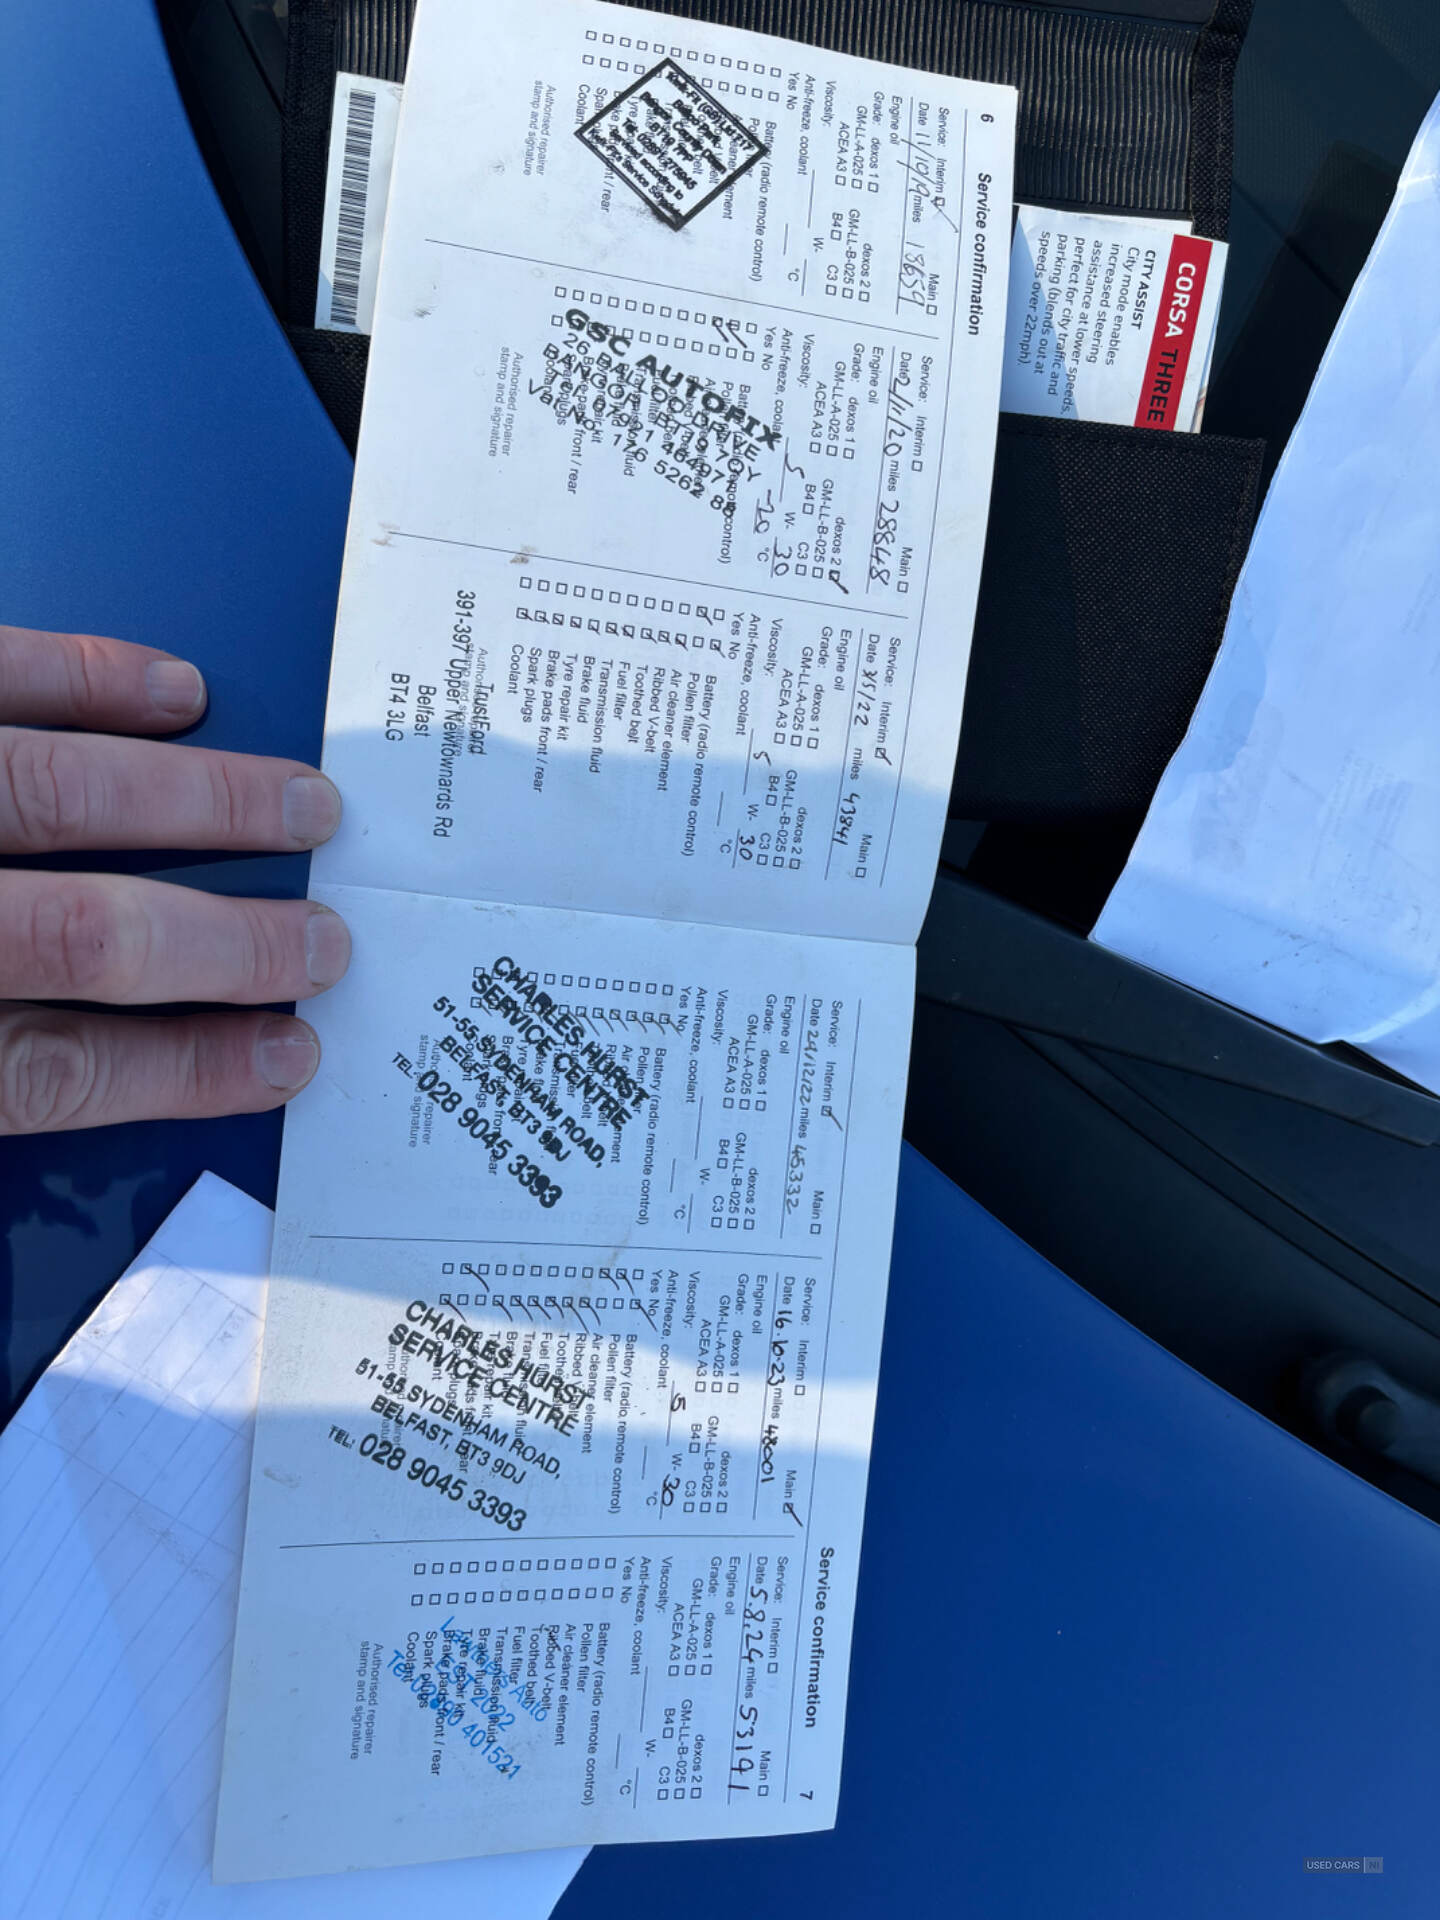 6
Service confirmation
Service: Interim Main
Date 11/10/19 miles 18659
Engine oil
Grade: dexos 1 dexos 2
GM-LL-A-025 GM-LL-B-025
ACEA A3 B4 C3
Viscosity: W-
Anti-freeze, coolant °C
Yes No
Battery (radio remote control)
Coolant
Authorised repairer
stamp and signature
Service: Interim Main
Date 2/11/20 miles 28848
Engine oil
Grade: dexos 1 dexos 2
GM-LL-A-025 GM-LL-B-025
ACEA A3 B4 C3
Viscosity: 5 W- 30
Anti-freeze, coolant -20 °C
Yes No
GSC AUTOFIX
Authorised repairer
stamp and signature
Service: Interim Main
Date 3/5/22 miles 43841
Engine oil
Grade: dexos 1 dexos 2
GM-LL-A-025 GM-LL-B-025
ACEA A3 B4 C3
Viscosity: 5 W- 30
Anti-freeze, coolant °C
Yes No
Battery (radio remote control)
Pollen filter
Air cleaner element
Ribbed V-belt
Toothed belt
Fuel filter
Transmission fluid
Brake fluid
Tyre repair kit
Brake pads front / rear
Spark plugs
Coolant
Authorised repairer
stamp and signature
TrustFord
391-397 Upper Newtownards Rd
Belfast
BT4 3LG
Service: Interim Main
Date 29/12/22 miles 45332
Engine oil
Grade: dexos 1 dexos 2
GM-LL-A-025 GM-LL-B-025
ACEA A3 B4 C3
Viscosity: W-
Anti-freeze, coolant °C
Yes No
Battery (radio remote control)
CHARLES HURST
SERVICE CENTRE
51-55 SYDENHAM ROAD,
BELFAST, BT3 9DJ
TEL: 028 9045 3393
Authorised repairer
stamp and signature
Service: Interim Main
Date 16.10.23 miles 48001
Engine oil
Grade: dexos 1 dexos 2
GM-LL-A-025 GM-LL-B-025
ACEA A3 B4 C3
Viscosity: 5 W- 30
Anti-freeze, coolant °C
Yes No
Battery (radio remote control)
Pollen filter
Air cleaner element
CHARLES HURST
SERVICE CENTRE
51-55 SYDENHAM ROAD,
BELFAST, BT3 9DJ
TEL: 028 9045 3393
Service confirmation
7
Service: Interim Main
Date 5.8.24 miles 53191
Engine oil
Grade: dexos 1 dexos 2
GM-LL-A-025 GM-LL-B-025
ACEA A3 B4 C3
Viscosity: W-
Anti-freeze, coolant °C
Yes No
Battery (radio remote control)
Pollen filter
Air cleaner element
Ribbed V-belt
Toothed belt
Fuel filter
Transmission fluid
Brake fluid
Tyre repair kit
Brake pads front / rear
Spark plugs
Coolant
Authorised repairer
stamp and signature
CORSA THREE
CITY ASSIST
City mode enables
increased steering
assistance at lower speeds,
perfect for city traffic and
parking (blends out at
speeds over 22mph).
USED CARS NI